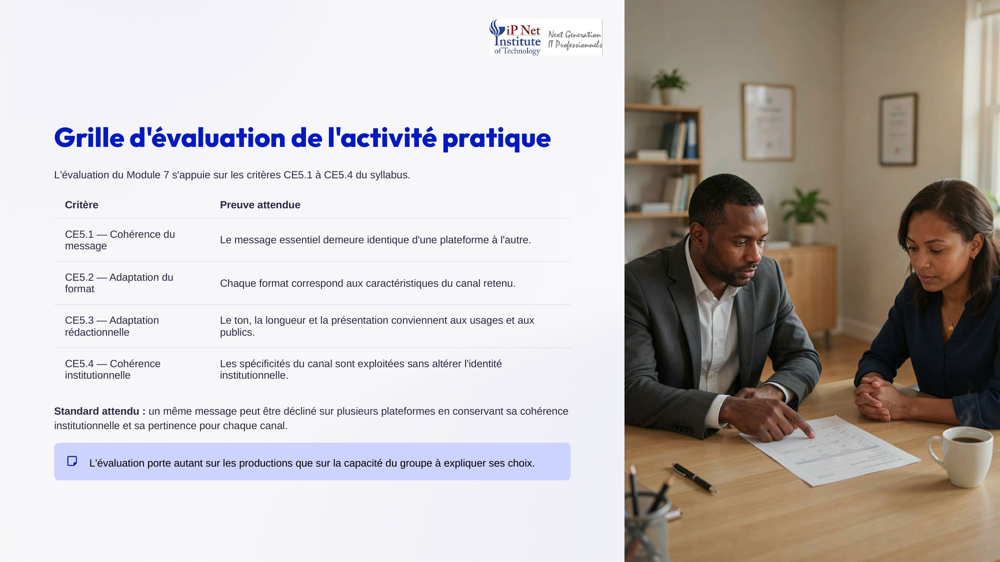 iP Net
Institute
of Technology
Next Generation
IT Professionnels
Grille d'évaluation de l'activité pratique
L'évaluation du Module 7 s'appuie sur les critères CE5.1 à CE5.4 du syllabus.
Critère
Preuve attendue
CE5.1 — Cohérence du
message
Le message essentiel demeure identique d'une plateforme à l'autre.
CE5.2 — Adaptation du
format
Chaque format correspond aux caractéristiques du canal retenu.
CE5.3 — Adaptation
rédactionnelle
Le ton, la longueur et la présentation conviennent aux usages et aux
publics.
CE5.4 — Cohérence
institutionnelle
Les spécificités du canal sont exploitées sans altérer l'identité
institutionnelle.
Standard attendu : un même message peut être décliné sur plusieurs plateformes en conservant sa cohérence
institutionnelle et sa pertinence pour chaque canal.
L'évaluation porte autant sur les productions que sur la capacité du groupe à expliquer ses choix.